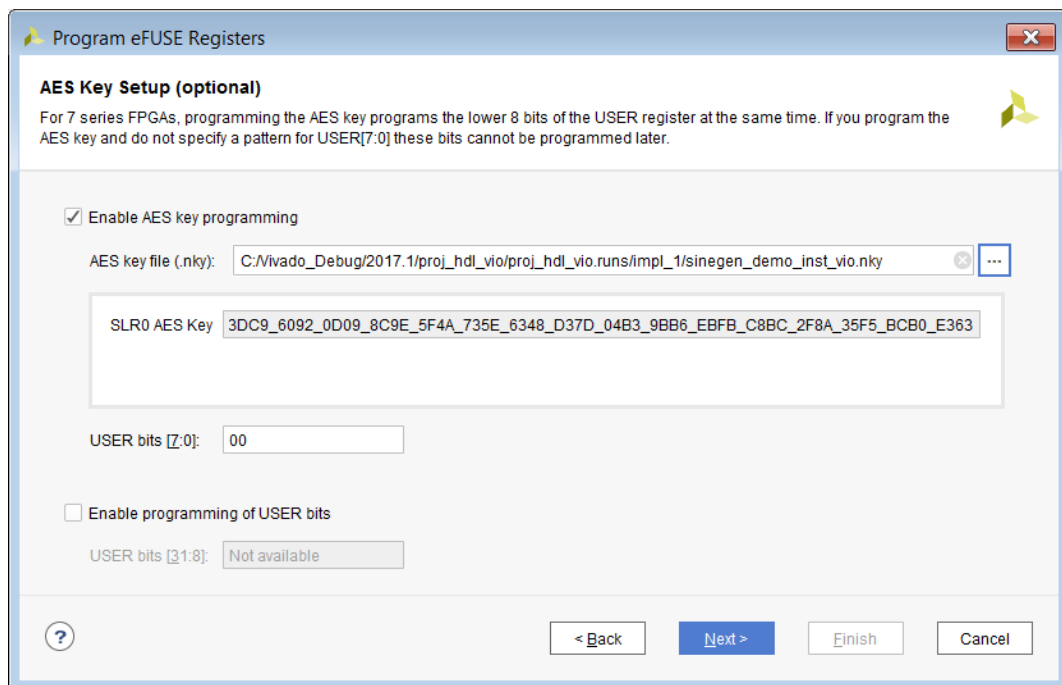 Program eFUSE Registers
AES Key Setup (optional)
For 7 series FPGAs, programming the AES key programs the lower 8 bits of the USER register at the same time. If you program the
AES key and do not specify a pattern for USER[7:0] these bits cannot be programmed later.
Enable AES key programming
AES key file (.nky): C:/Vivado_Debug/2017.1/proj_hdl_vio/proj_hdl_vio.runs/impl_1/sinegen_demo_inst_vio.nky ...
SLR0 AES Key 3DC9_6092_0D09_8C9E_5F4A_735E_6348_D37D_04B3_9BB6_EBFB_C8BC_2F8A_35F5_BCB0_E363
USER bits [7:0]: 00
Enable programming of USER bits
USER bits [31:8]: Not available
? < Back Next > Finish Cancel